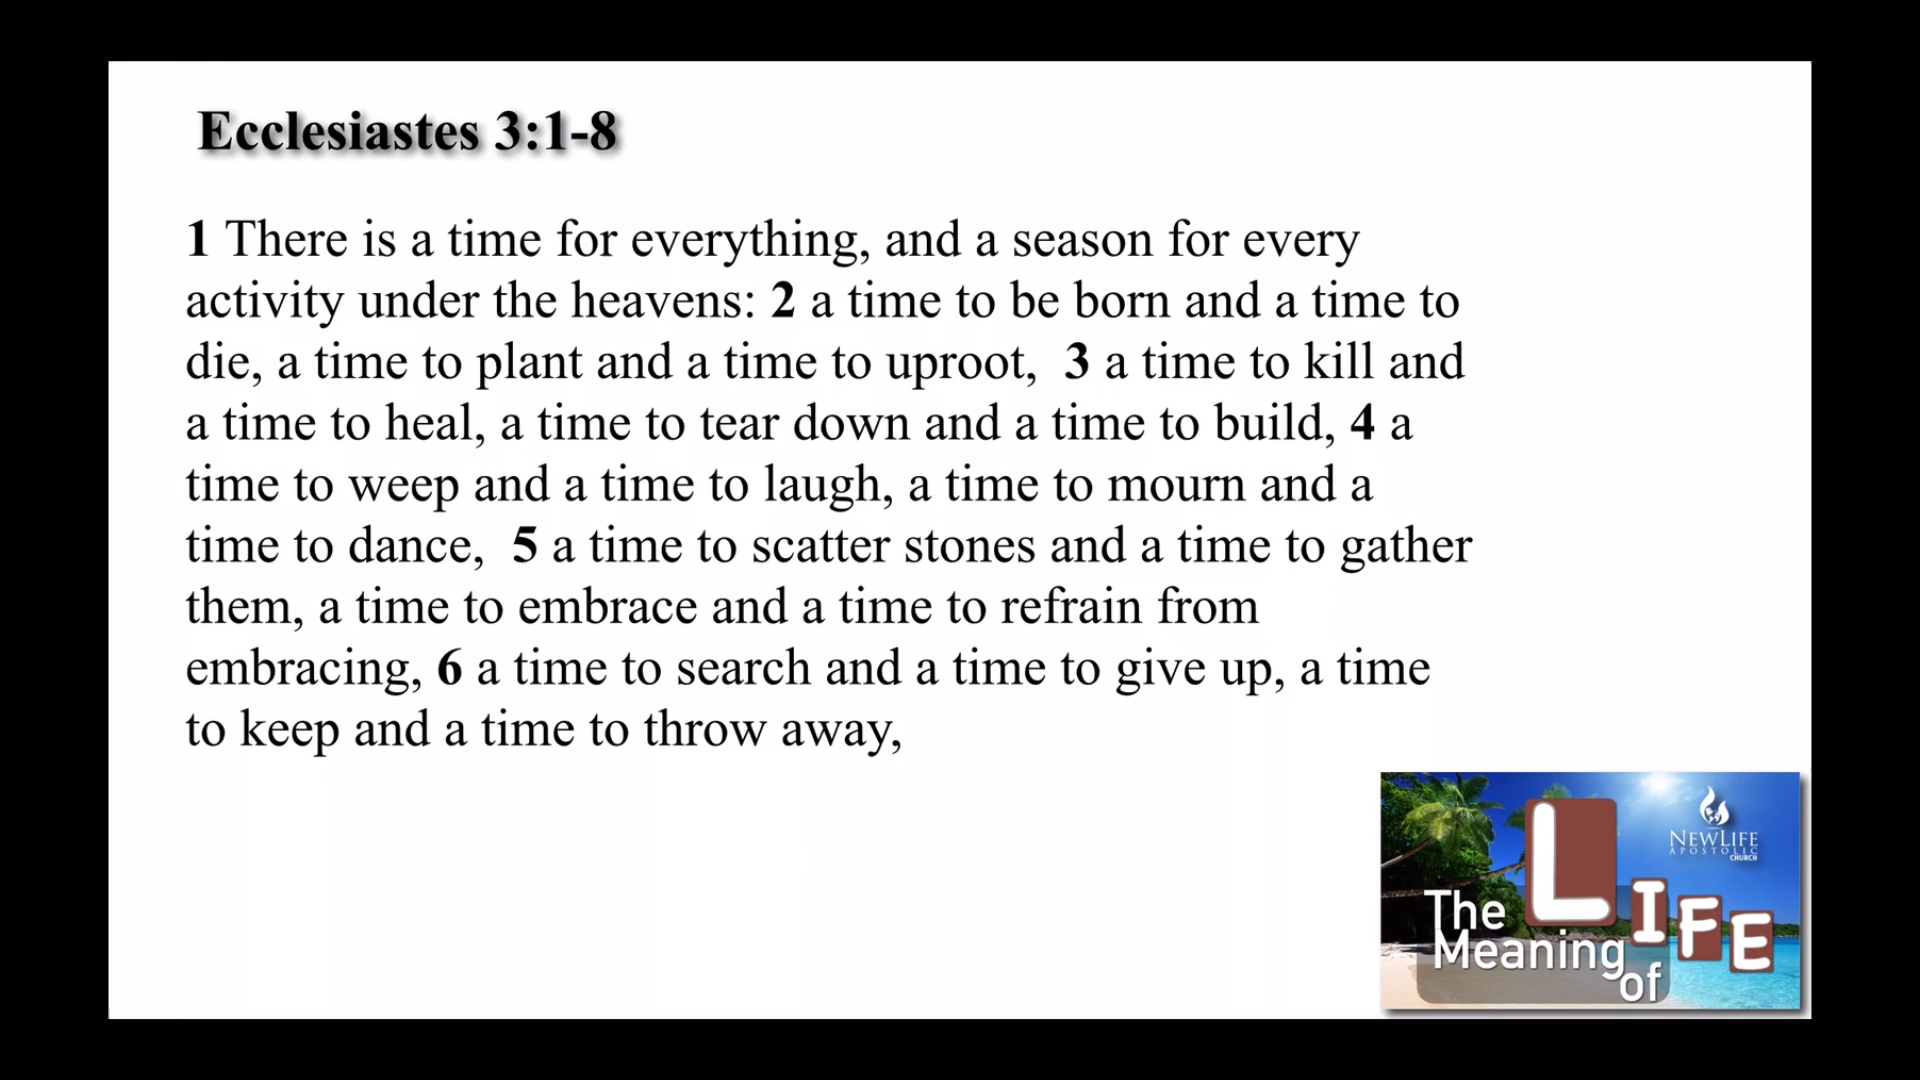 Ecclesiastes 3:1-8
1 There is a time for everything, and a season for every
activity under the heavens: 2 a time to be born and a time to
die, a time to plant and a time to uproot,  3 a time to kill and
a time to heal, a time to tear down and a time to build, 4 a
time to weep and a time to laugh, a time to mourn and a
time to dance,  5 a time to scatter stones and a time to gather
them, a time to embrace and a time to refrain from
embracing, 6 a time to search and a time to give up, a time
to keep and a time to throw away,
NEWLIFE
APOSTOLIC
CHURCH
The
Meaning
of
LIFE